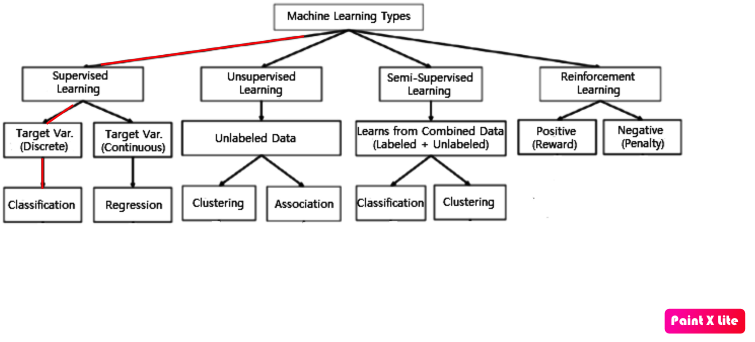 Machine Learning Types
Supervised
Learning
Unsupervised
Learning
Semi-Supervised
Learning
Reinforcement
Learning
Target Var.
(Discrete)
Target Var.
(Continuous)
Unlabeled Data
Learns from Combined Data
(Labeled + Unlabeled)
Positive
(Reward)
Negative
(Penalty)
Classification
Regression
Clustering
Association
Classification
Clustering
Paint X Lite